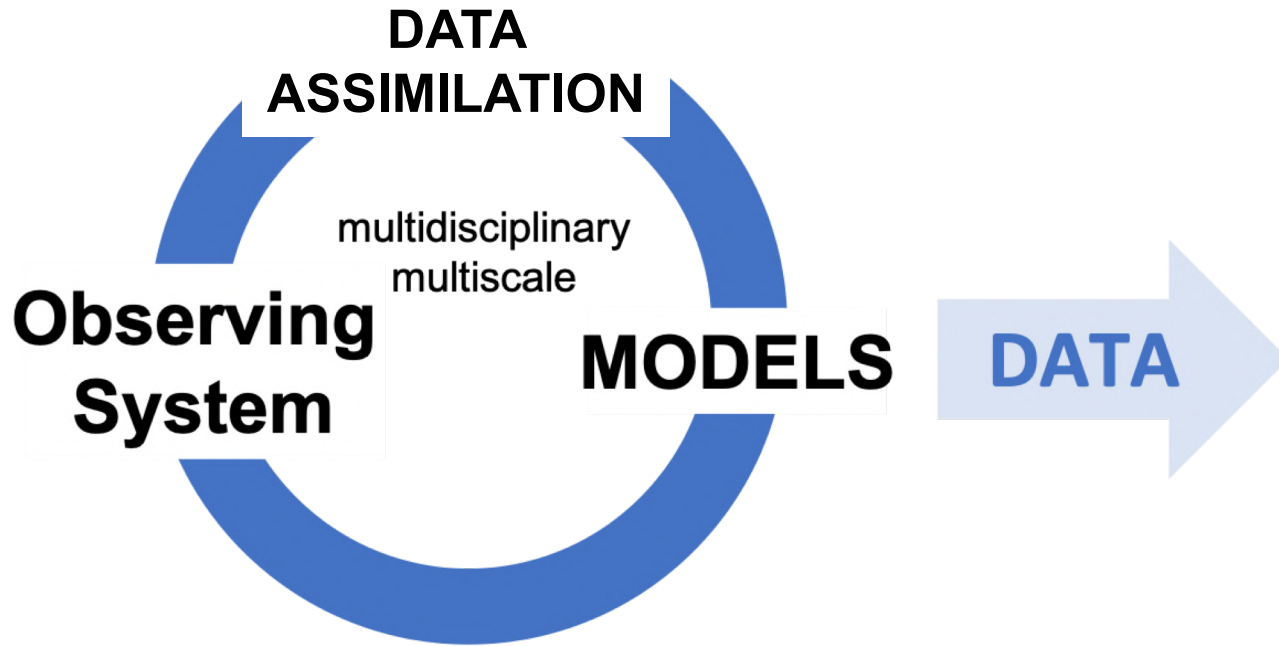 DATA
ASSIMILATION
multidisciplinary
multiscale
Observing
System
MODELS
DATA